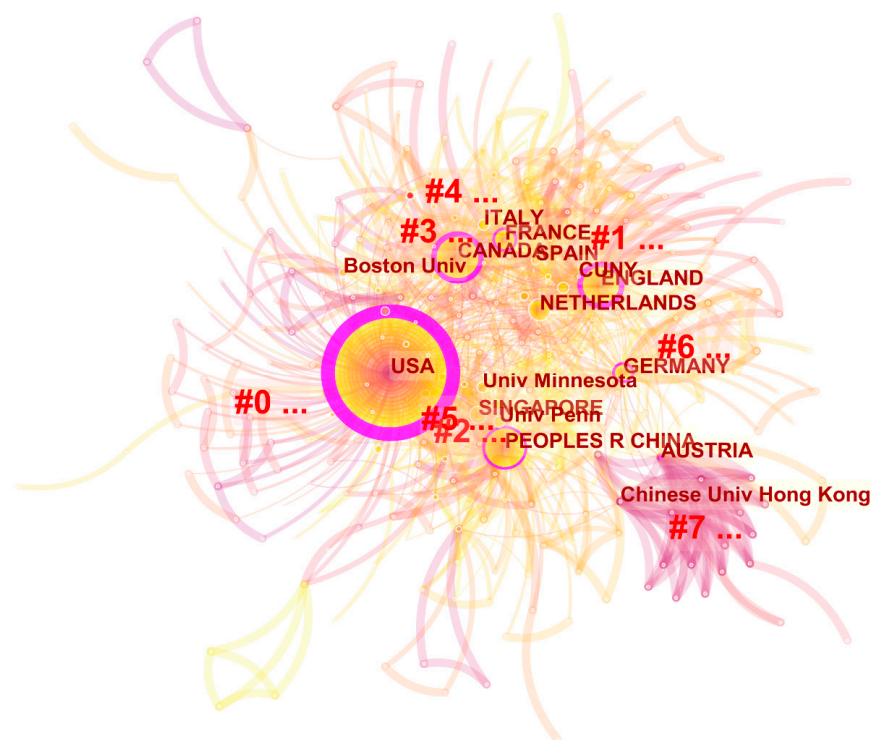 #4 ...
ITALY
#3 ...
FRANCE
#1 ...
CANADA
SPAIN
Boston Univ
CUNY
ENGLAND
NETHERLANDS
USA
#6 ...
GERMANY
Univ Minnesota
#0 ...
SINGAPORE
Univ Penn
#5 ...
#2 ...
PEOPLES R CHINA
AUSTRIA
Chinese Univ Hong Kong
#7 ...